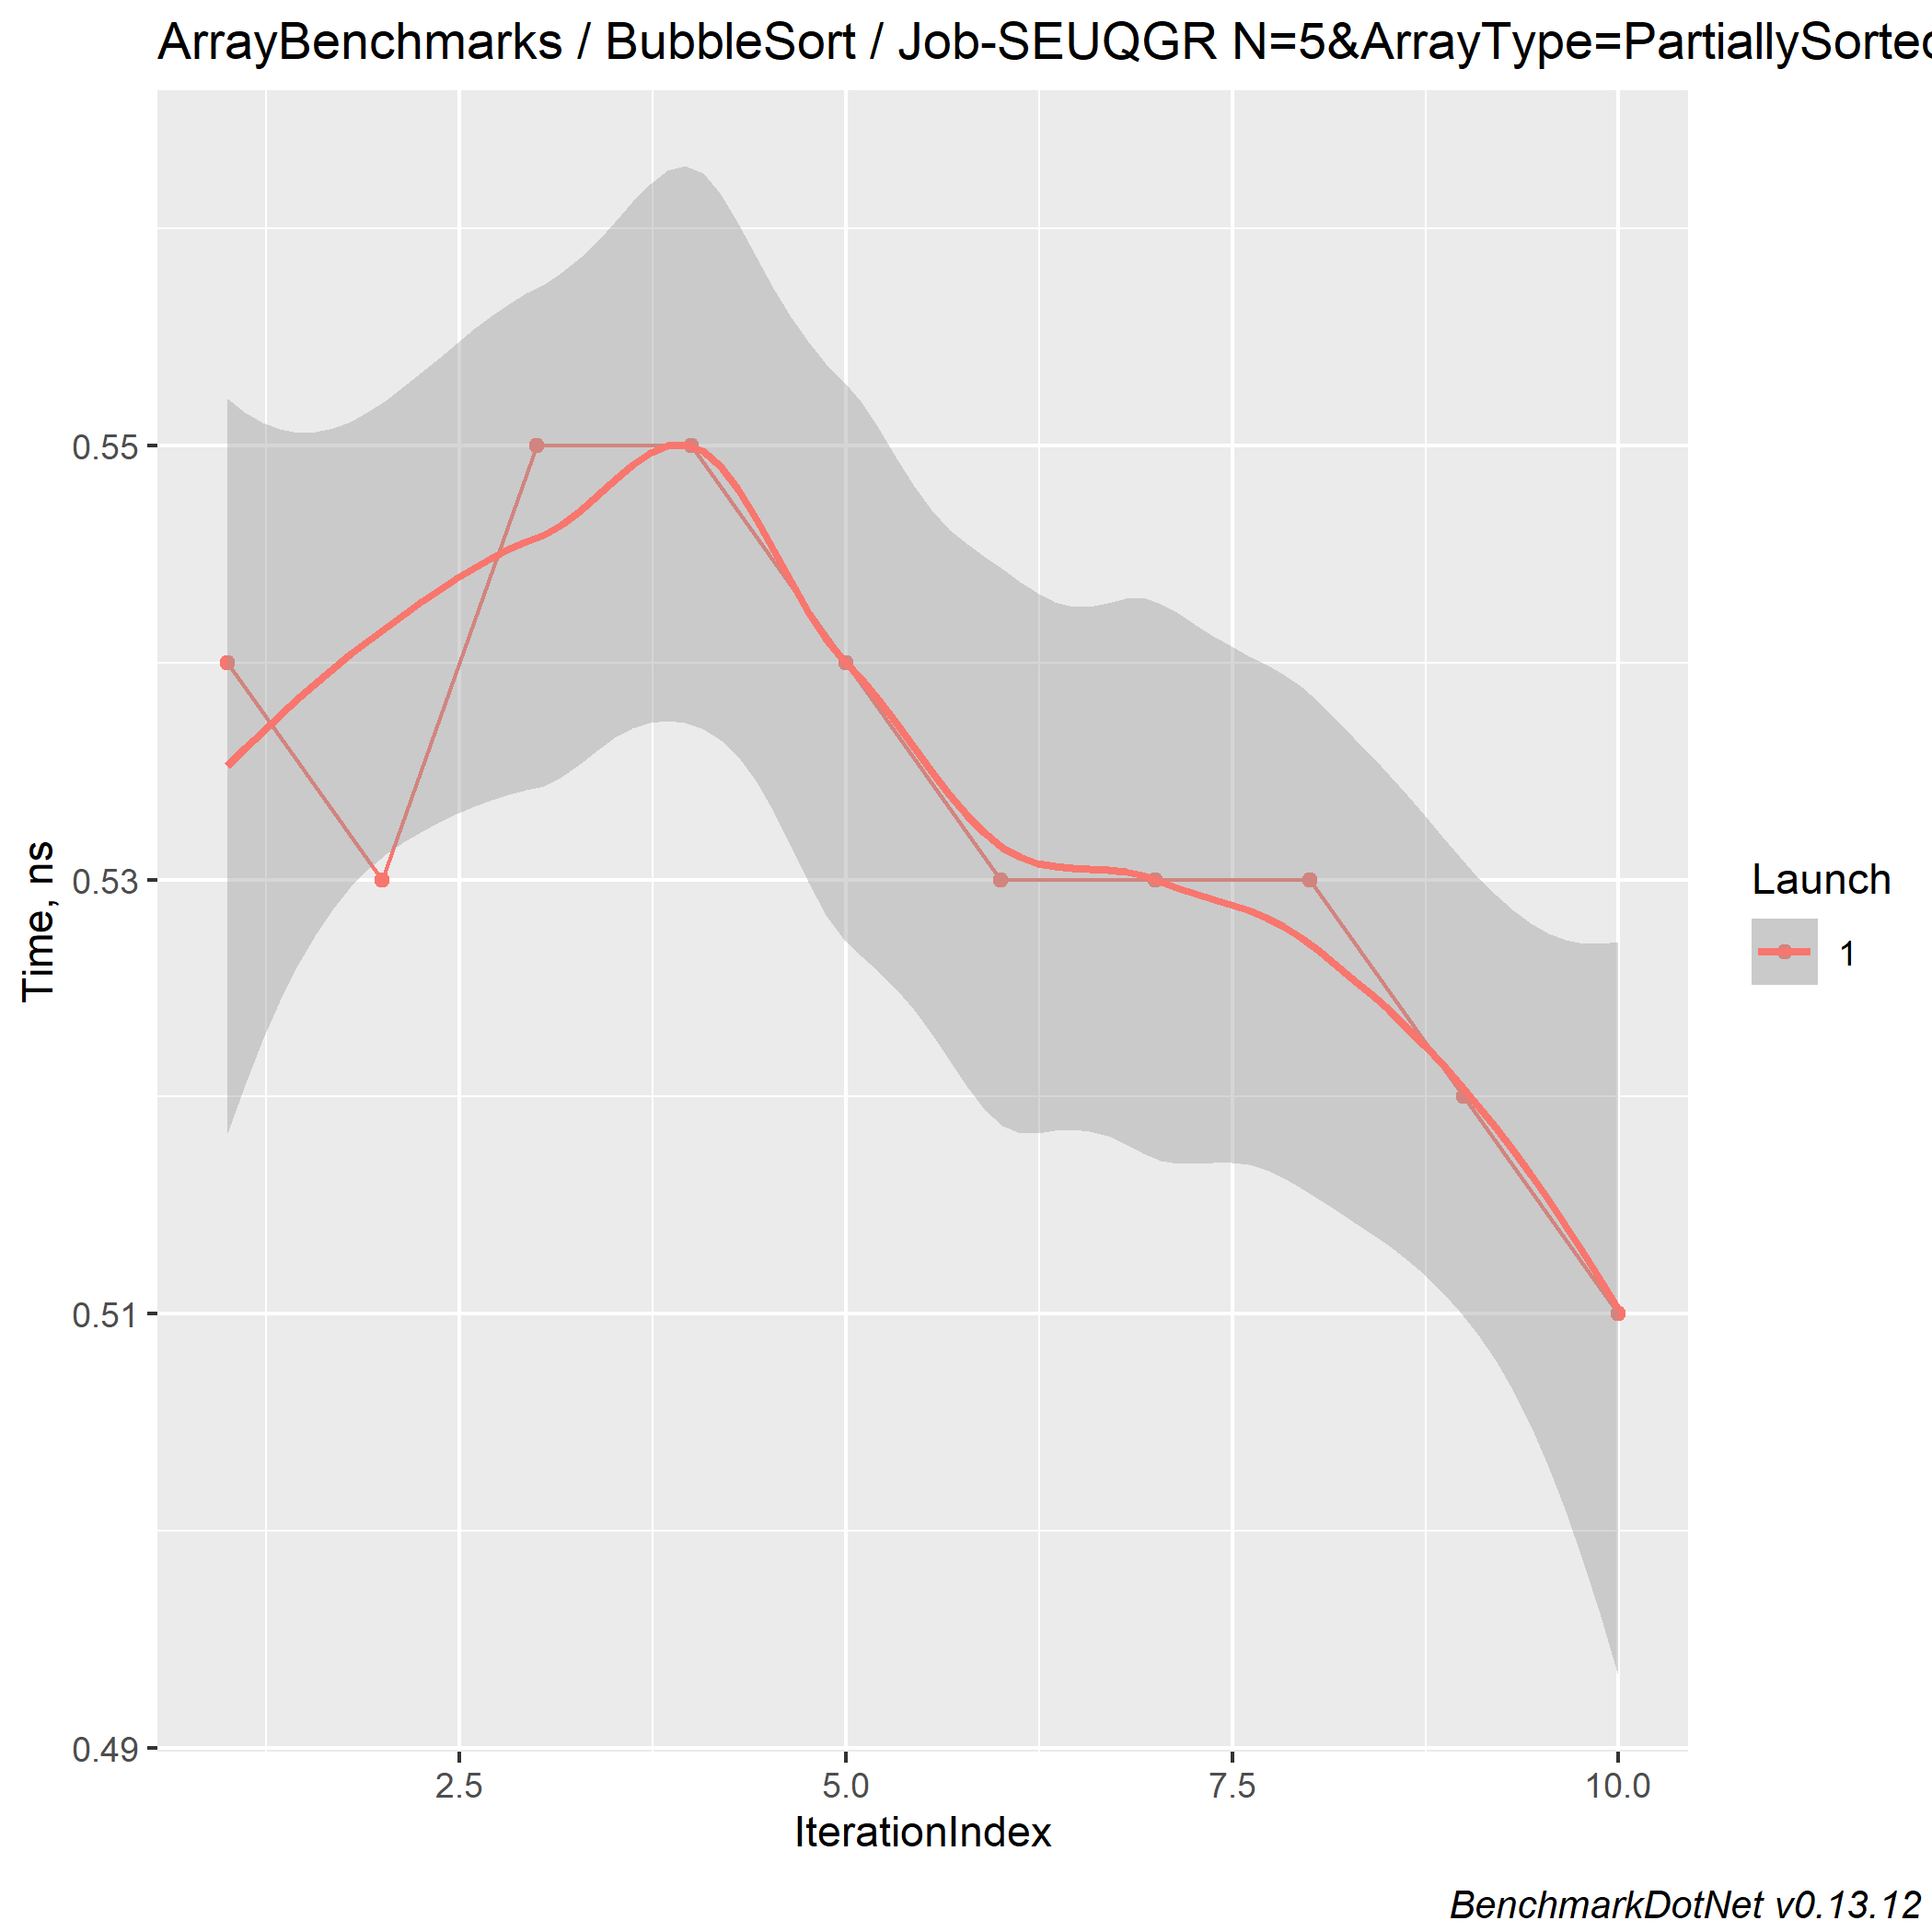 ArrayBenchmarks / BubbleSort / Job-SEUQGR N=5&ArrayType=PartiallySorted
0.55
0.53
0.51
0.49
Time, ns
2.5 5.0 7.5 10.0
IterationIndex
Launch
1
BenchmarkDotNet v0.13.12